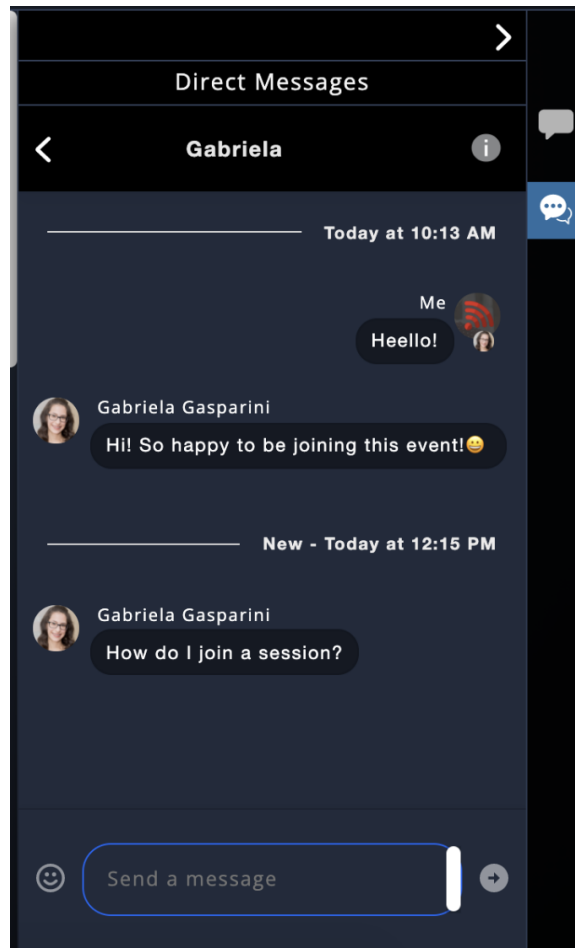 Direct Messages
Gabriela
Today at 10:13 AM
Me
Heello!
Gabriela Gasparini
Hi! So happy to be joining this event!😀
New - Today at 12:15 PM
Gabriela Gasparini
How do I join a session?
Send a message